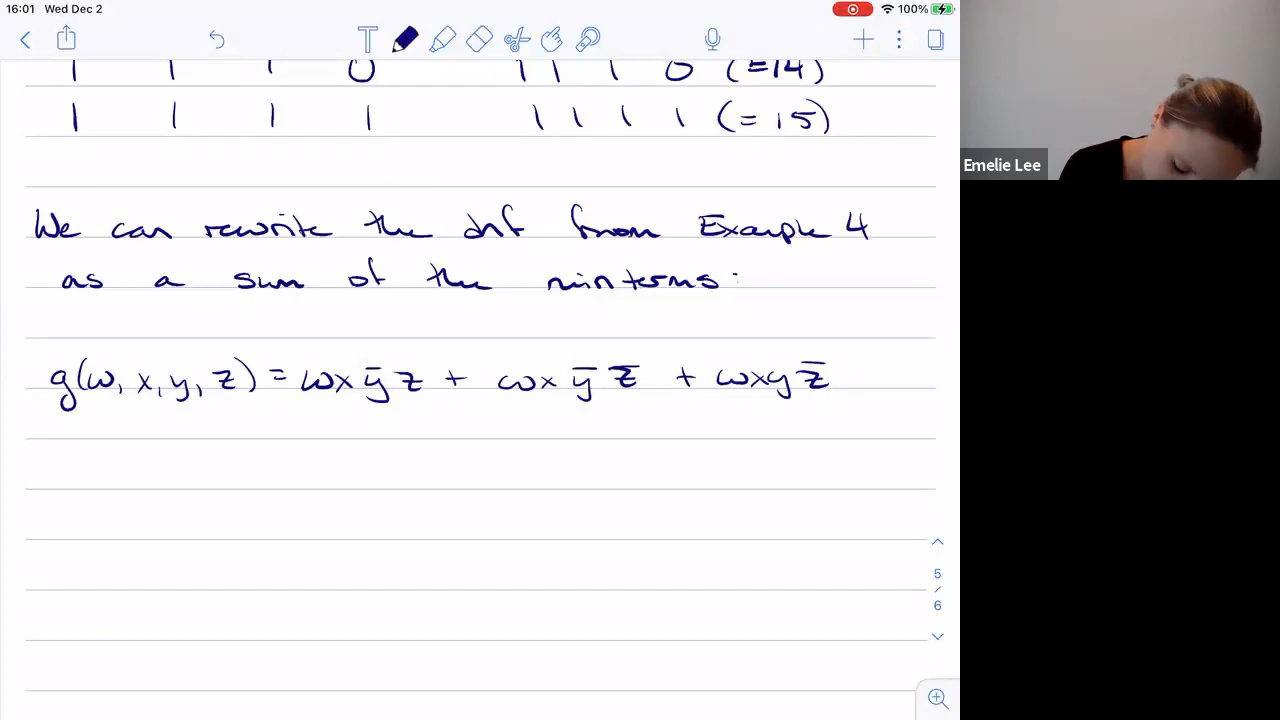 16:01 Wed Dec 2
100%
1 1 1 0 1 1 1 0 (=14)
1 1 1 1 1 1 1 1 (=15)
Emelie Lee
We can rewrite the dnf from Example 4
as a sum of the minterms:
g(w, x, y, z) = wxy̅z + wxy̅z̅ + wxyz̅
5
/
6